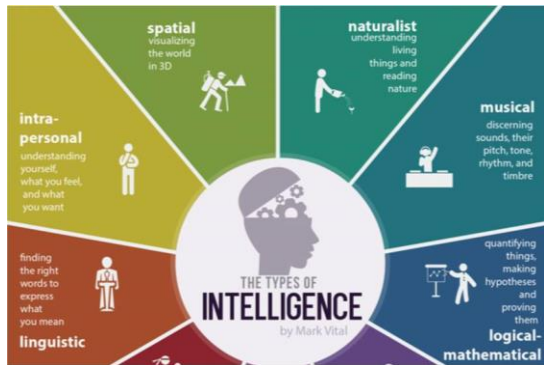 spatial
visualizing
the world
in 3D
naturalist
understanding
living
things and
reading
nature
musical
discerning
sounds, their
pitch, tone,
rhythm, and
timbre
intra-
personal
understanding
yourself,
what you feel,
and what
you want
finding
the right
words to
express
what
you mean
linguistic
THE TYPES OF
INTELLIGENCE
by Mark Vital
quantifying
things,
making
hypotheses
and
proving
them
logical-
mathematical